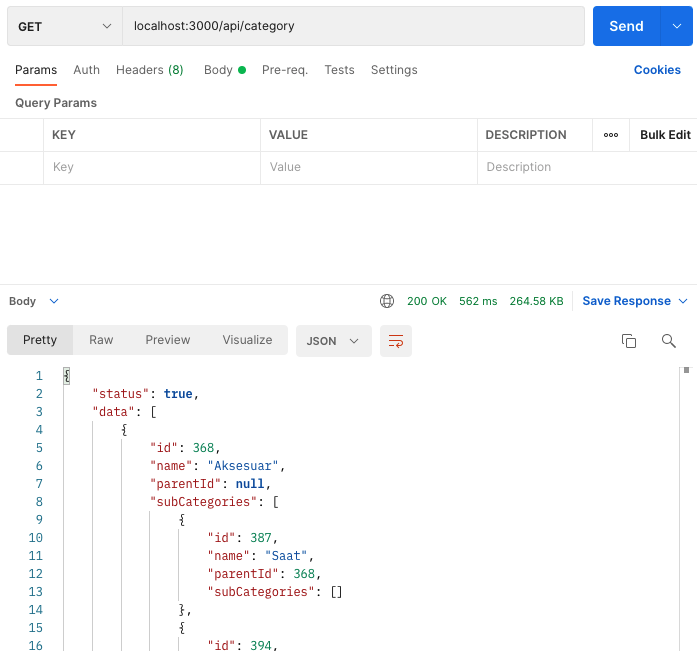 GET localhost:3000/api/category Send
Params Auth Headers (8) Body Pre-req. Tests Settings Cookies
Query Params
KEY VALUE DESCRIPTION ooo Bulk Edit
Key Value Description
Body 200 OK 562 ms 264.58 KB Save Response
Pretty Raw Preview Visualize JSON
1 {
2 "status": true,
3 "data": [
4 {
5 "id": 368,
6 "name": "Aksesuar",
7 "parentId": null,
8 "subCategories": [
9 {
10 "id": 387,
11 "name": "Saat",
12 "parentId": 368,
13 "subCategories": []
14 },
15 {
16 "id": 394,